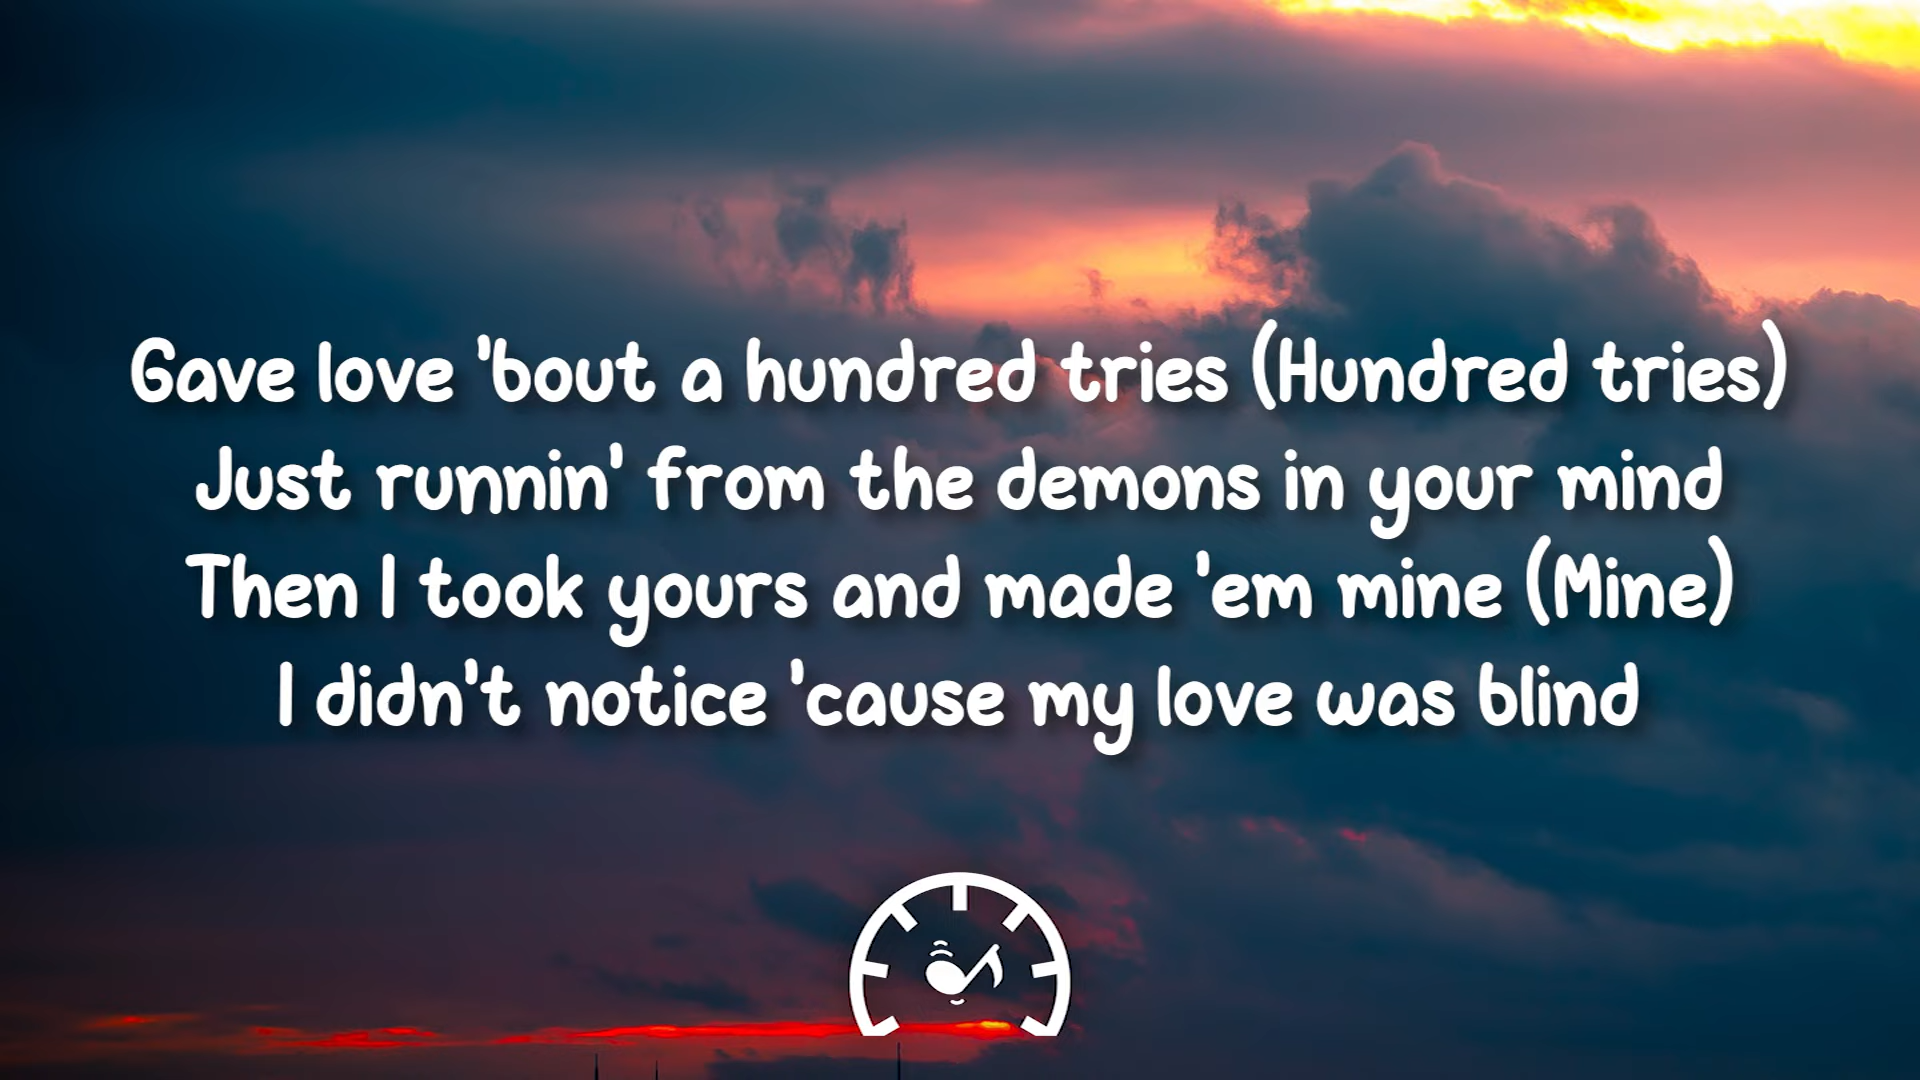 Gave love 'bout a hundred tries (Hundred tries)
Just runnin' from the demons in your mind
Then I took yours and made 'em mine (Mine)
I didn't notice 'cause my love was blind